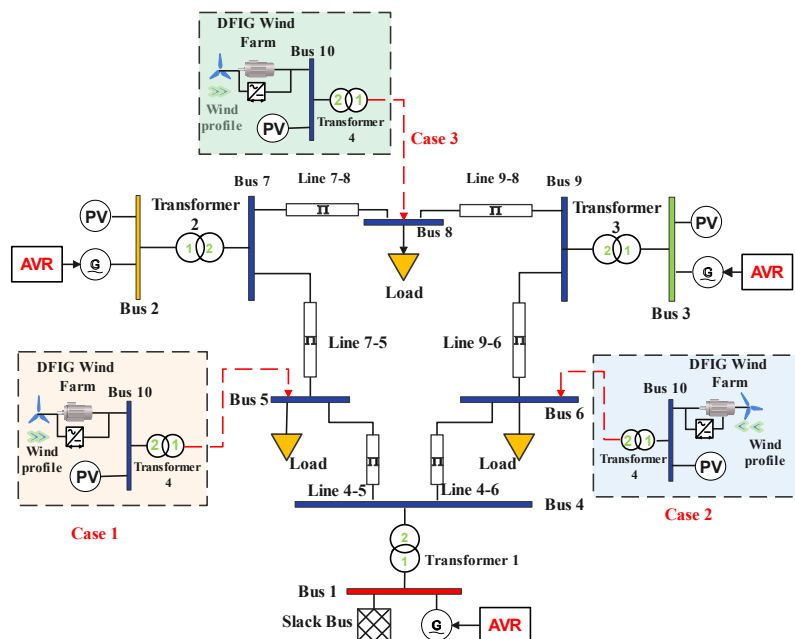 DFIG Wind
Farm
Bus 10
2 1
Wind
profile
PV
Transformer
4
Case 3
Bus 7
Line 7-8
Line 9-8
Bus 9
PV
Transformer
2
1 2
Π
Π
Bus 8
Transformer
3
2 1
PV
AVR
G
Bus 2
Load
G
AVR
Bus 3
Π
Line 7-5
Line 9-6
Π
DFIG Wind
Farm
Bus 10
2 1
Wind
profile
PV
Transformer
4
Case 1
Bus 5
Load
Π
Line 4-5
Bus 6
Load
Π
Line 4-6
DFIG Wind
Farm
Bus 10
2 1
Wind
profile
PV
Transformer
4
Case 2
Bus 4
2
1
Transformer 1
Bus 1
Slack Bus
G
AVR